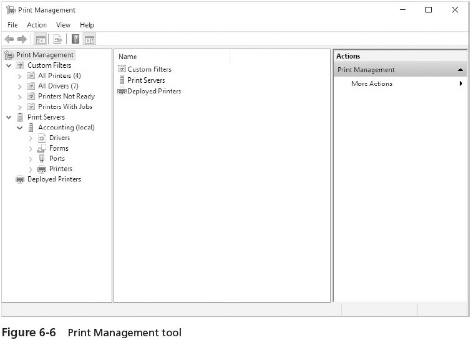 Print Management
File Action View Help
Print Management
Custom Filters
All Printers (4)
All Drivers (7)
Printers Not Ready
Printers With Jobs
Print Servers
Accounting (local)
Drivers
Forms
Ports
Printers
Deployed Printers
Name
Custom Filters
Print Servers
Deployed Printers
Actions
Print Management
More Actions
Figure 6-6 Print Management tool